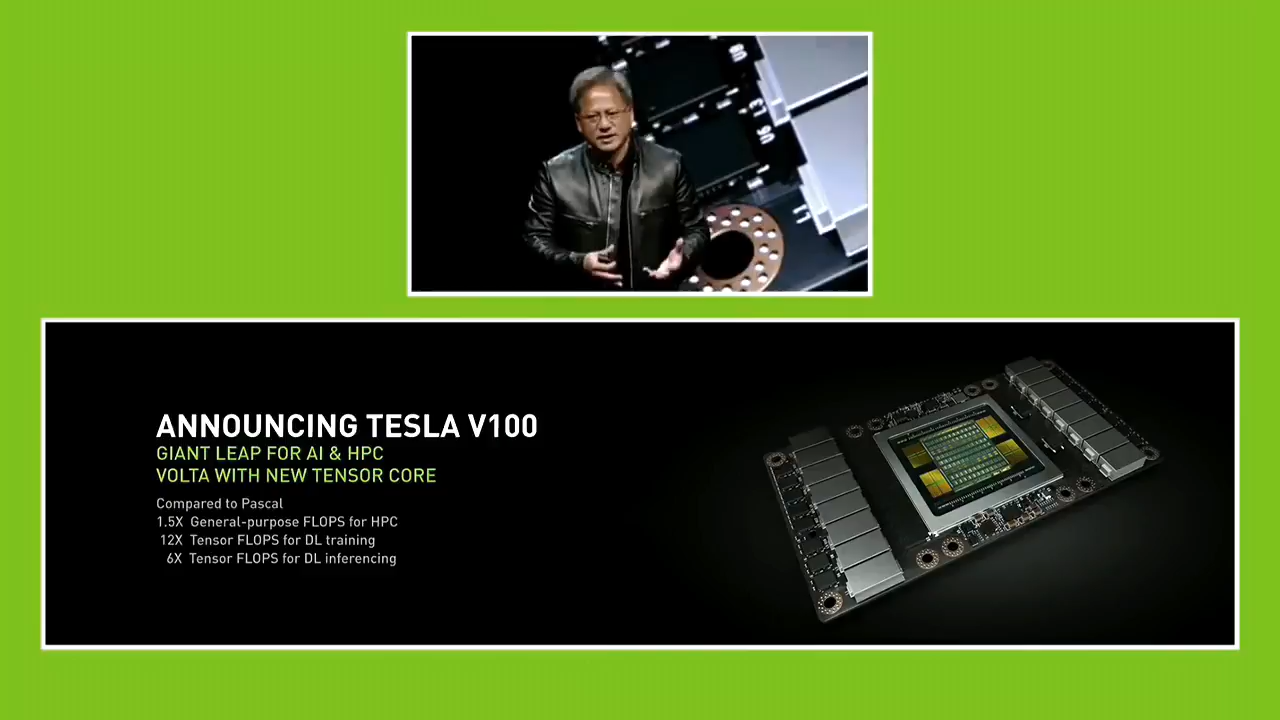 ANNOUNCING TESLA V100
GIANT LEAP FOR AI & HPC
VOLTA WITH NEW TENSOR CORE
Compared to Pascal
1.5X General-purpose FLOPS for HPC
12X Tensor FLOPS for DL training
6X Tensor FLOPS for DL inferencing